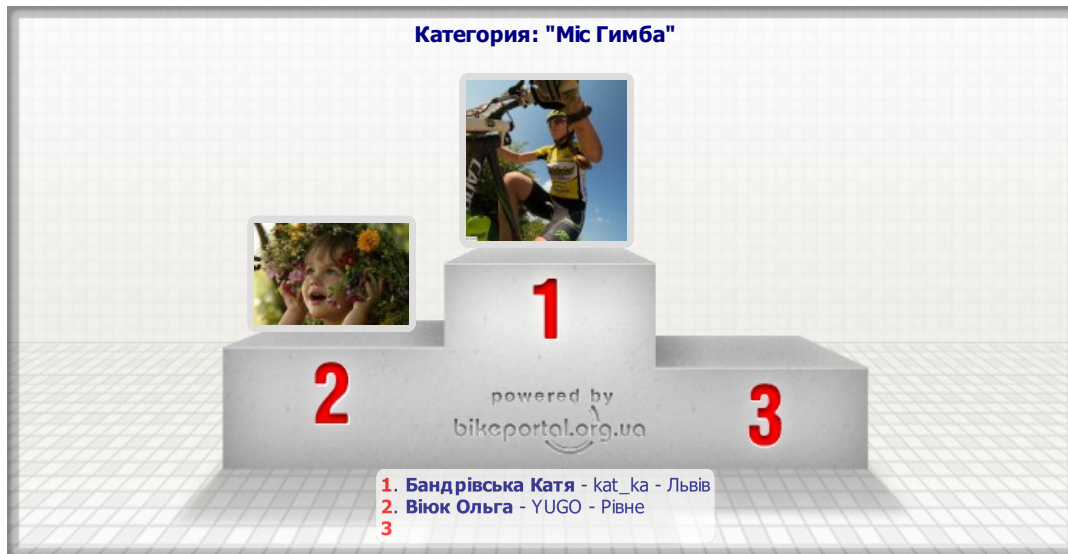 Категория: "Міс Гимба"
1
2
3
powered by
bikeportal.org.ua
1. Бандрівська Катя - kat_ka - Львів
2. Віюк Ольга - YUGO - Рівне
3